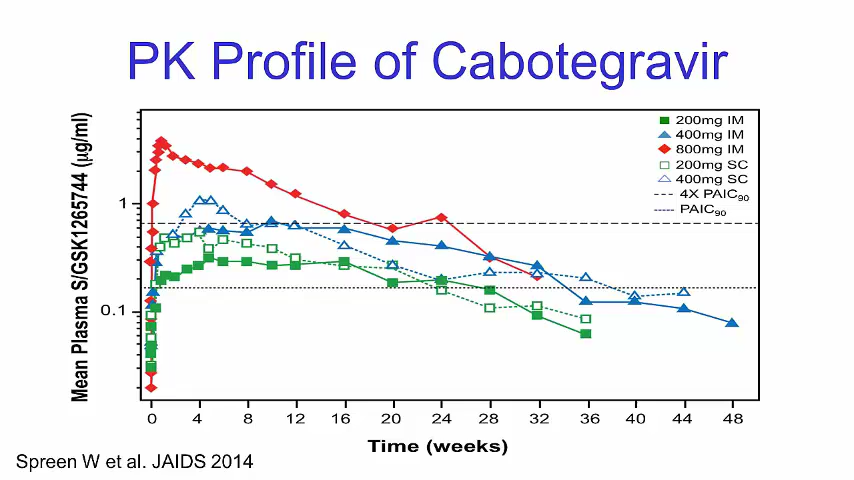 PK Profile of Cabotegravir
Mean Plasma S/GSK1265744 (μg/ml)
1
0.1
200mg IM
400mg IM
800mg IM
200mg SC
400mg SC
4X PAIC90
PAIC90
0 4 8 12 16 20 24 28 32 36 40 44 48
Time (weeks)
Spreen W et al. JAIDS 2014